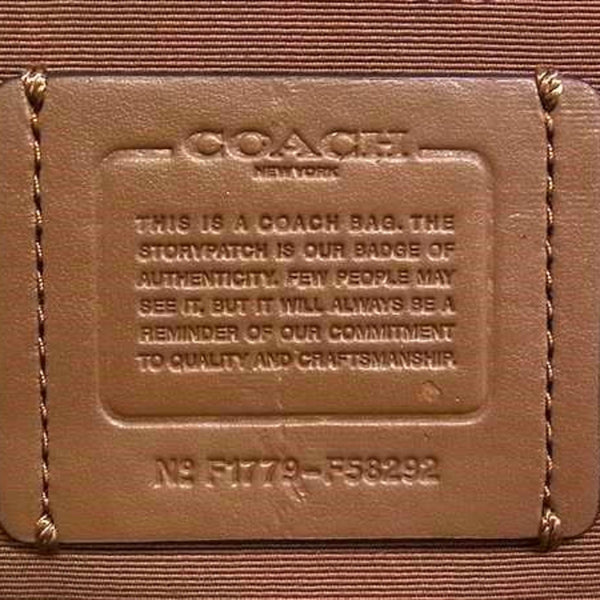 COACH
NEW YORK
THIS IS A COACH BAG. THE
STORYPATCH IS OUR BADGE OF
AUTHENTICITY. FEW PEOPLE MAY
SEE IT, BUT IT WILL ALWAYS BE A
REMINDER OF OUR COMMITMENT
TO QUALITY AND CRAFTSMANSHIP.
Nº F1779-F58292